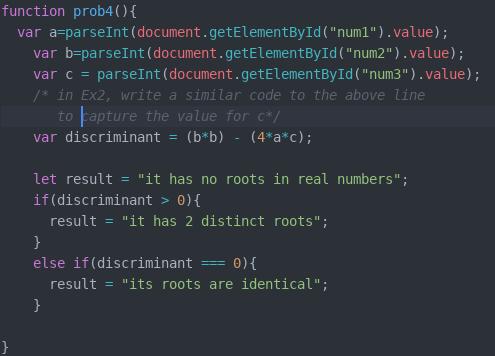 function prob4(){
  var a=parseInt(document.getElementById("num1").value);
    var b=parseInt(document.getElementById("num2").value);
    var c = parseInt(document.getElementById("num3").value);
    /* in Ex2, write a similar code to the above line
       to capture the value for c*/
    var discriminant = (b*b) - (4*a*c);

    let result = "it has no roots in real numbers";
    if(discriminant > 0){
      result = "it has 2 distinct roots";
    }
    else if(discriminant === 0){
      result = "its roots are identical";
    }

}